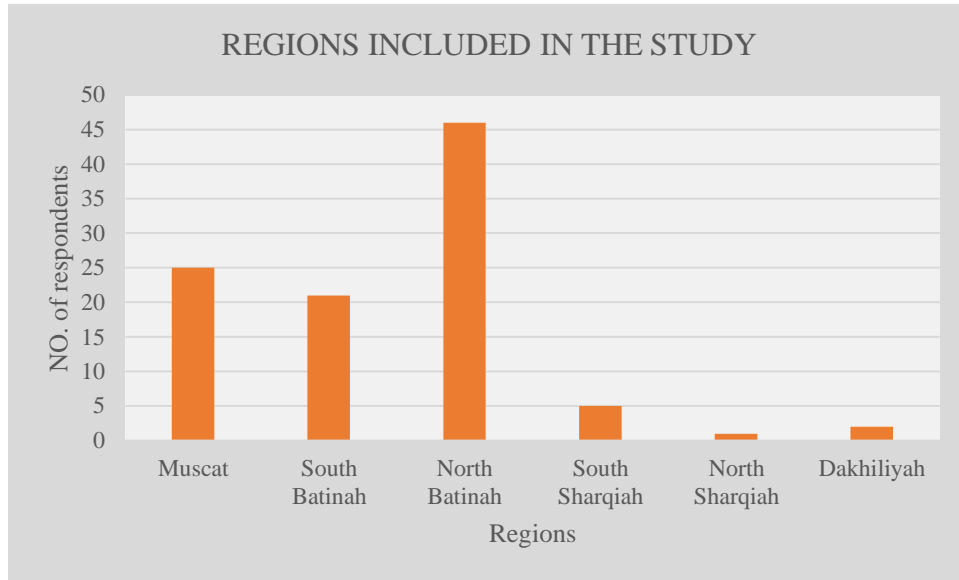 REGIONS INCLUDED IN THE STUDY
NO. of respondents
50
45
40
35
30
25
20
15
10
5
0
Muscat
South
Batinah
North
Batinah
South
Sharqiah
North
Sharqiah
Dakhiliyah
Regions